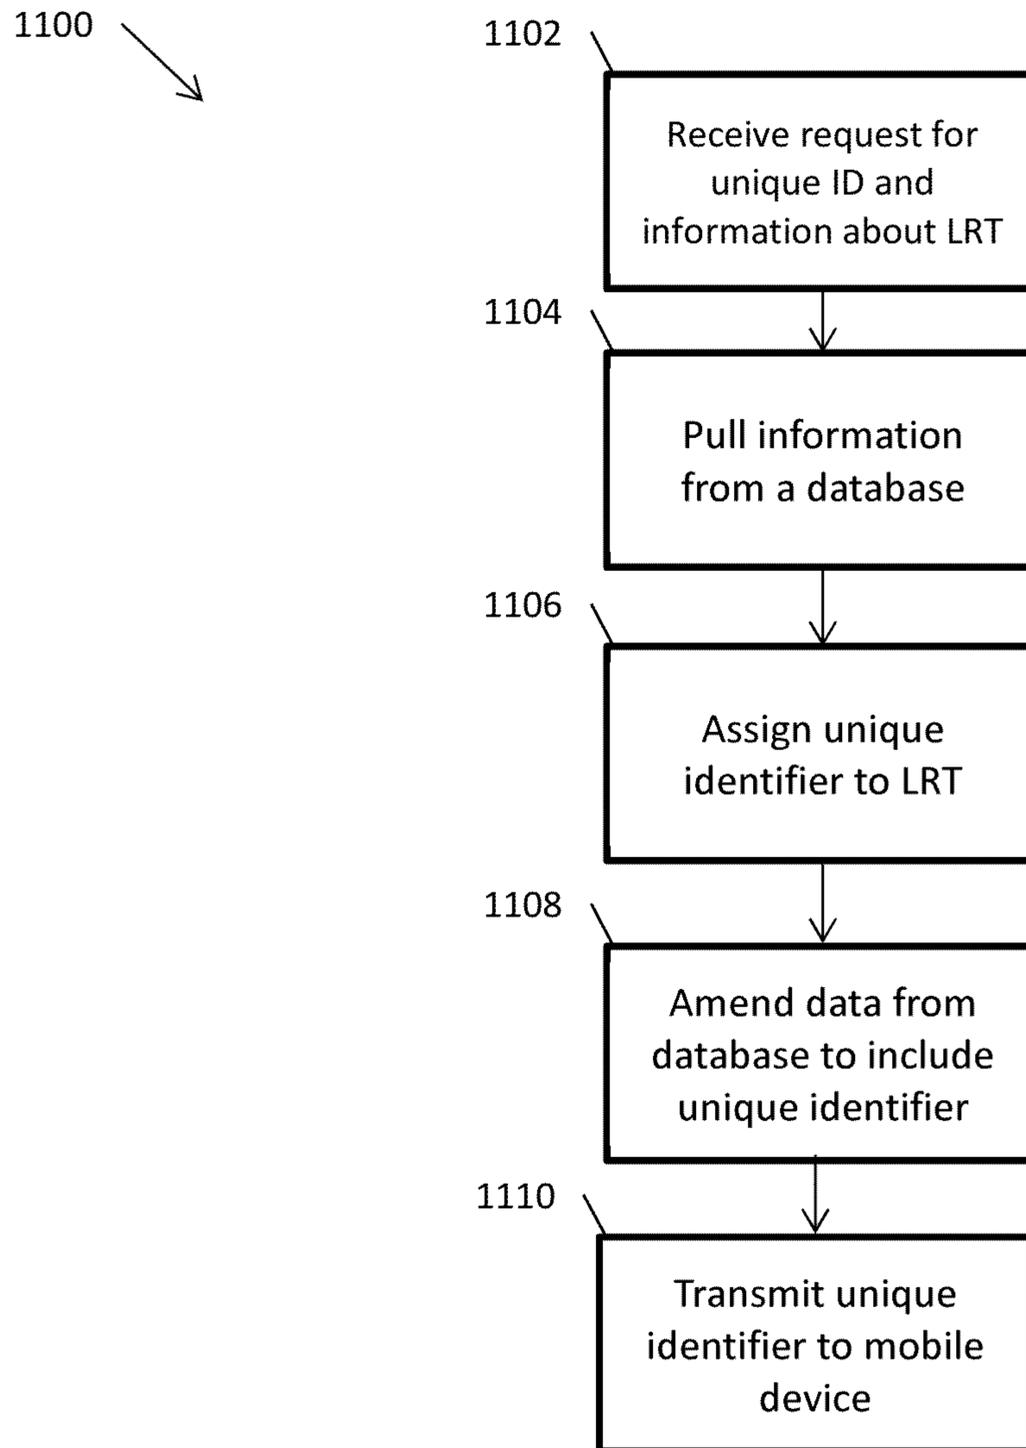 1100
1102
Receive request for
unique ID and
information about LRT
1104
Pull information
from a database
1106
Assign unique
identifier to LRT
1108
Amend data from
database to include
unique identifier
1110
Transmit unique
identifier to mobile
device